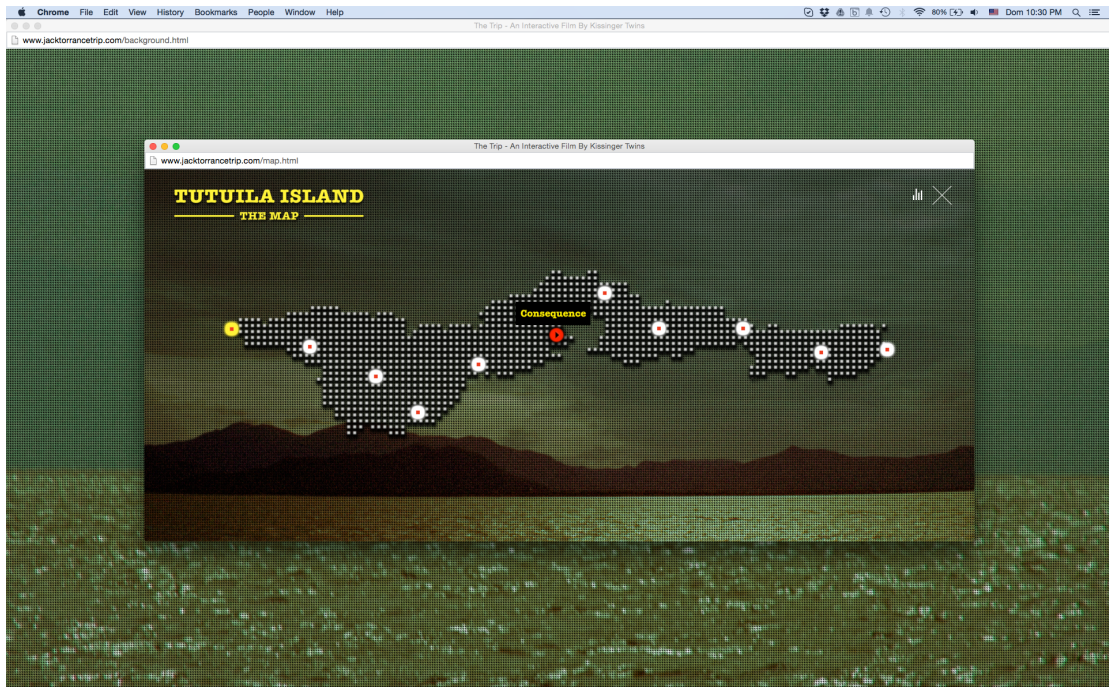 Chrome File Edit View History Bookmarks People Window Help 80% Dom 10:30 PM
The Trip - An Interactive Film By Kissinger Twins
www.jacktorrancetrip.com/background.html
The Trip - An Interactive Film By Kissinger Twins
www.jacktorrancetrip.com/map.html
TUTUILA ISLAND
THE MAP
Consequence